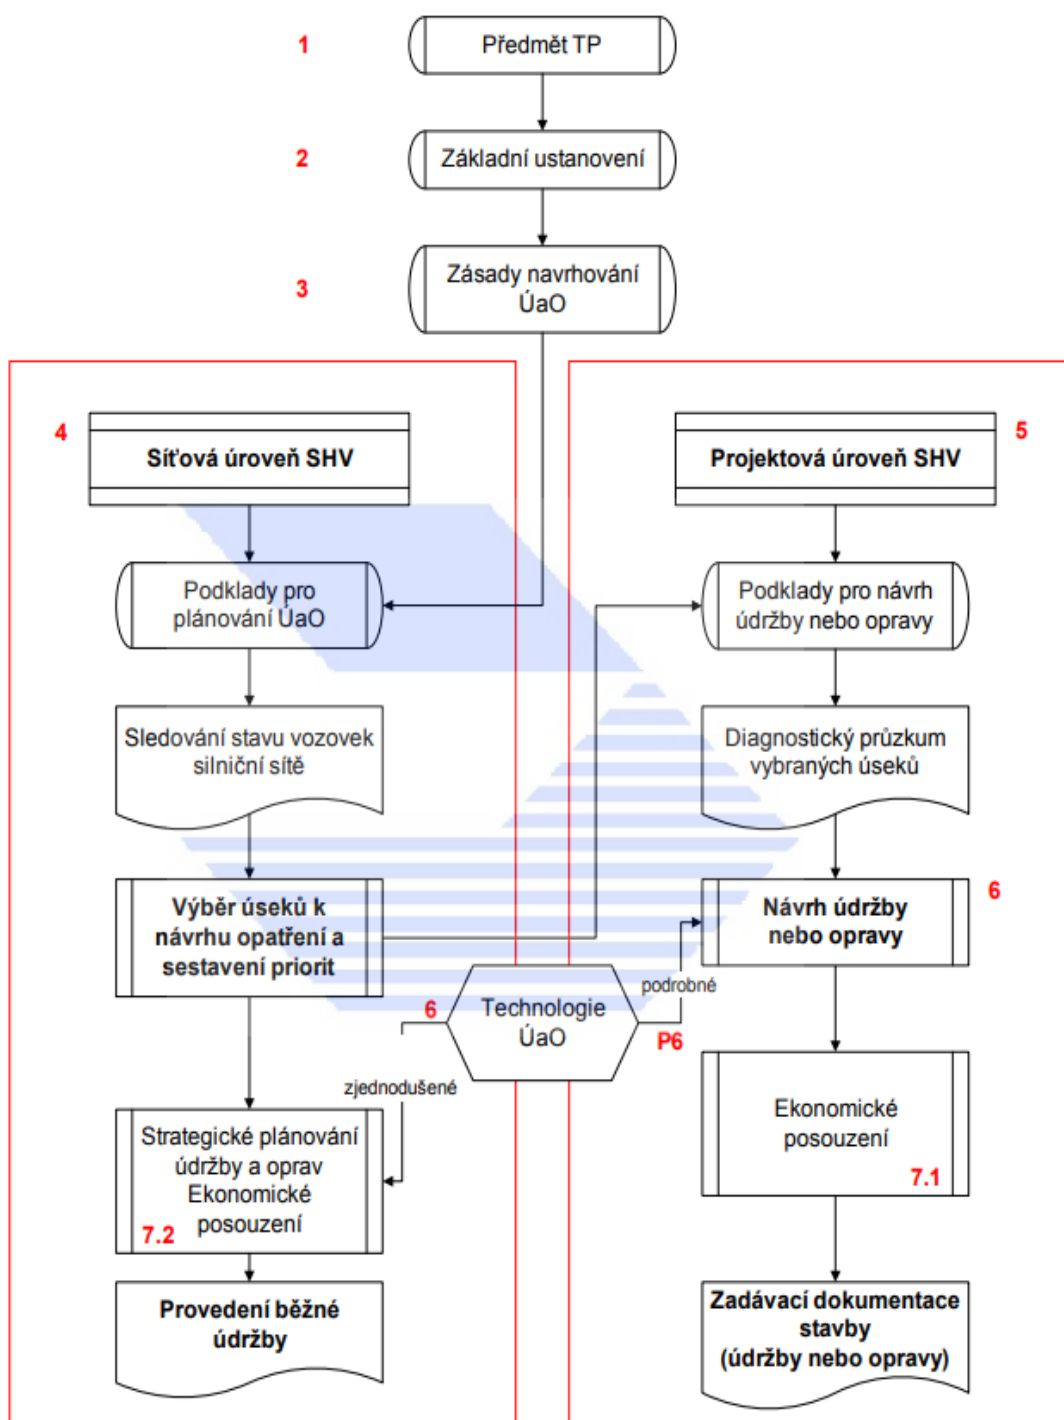 1
Předmět TP
2
Základní ustanovení
3
Zásady navrhování
ÚaO
4
Síťová úroveň SHV
Podklady pro
plánování ÚaO
Sledování stavu vozovek
silniční sítě
Výběr úseků k
návrhu opatření a
sestavení priorit
6
Technologie
ÚaO
zjednodušené
podrobné
P6
Strategické plánování
údržby a oprav
Ekonomické
posouzení
7.2
Provedení běžné
údržby
5
Projektová úroveň SHV
Podklady pro návrh
údržby nebo opravy
Diagnostický průzkum
vybraných úseků
6
Návrh údržby
nebo opravy
Ekonomické
posouzení
7.1
Zadávací dokumentace
stavby
(údržby nebo opravy)